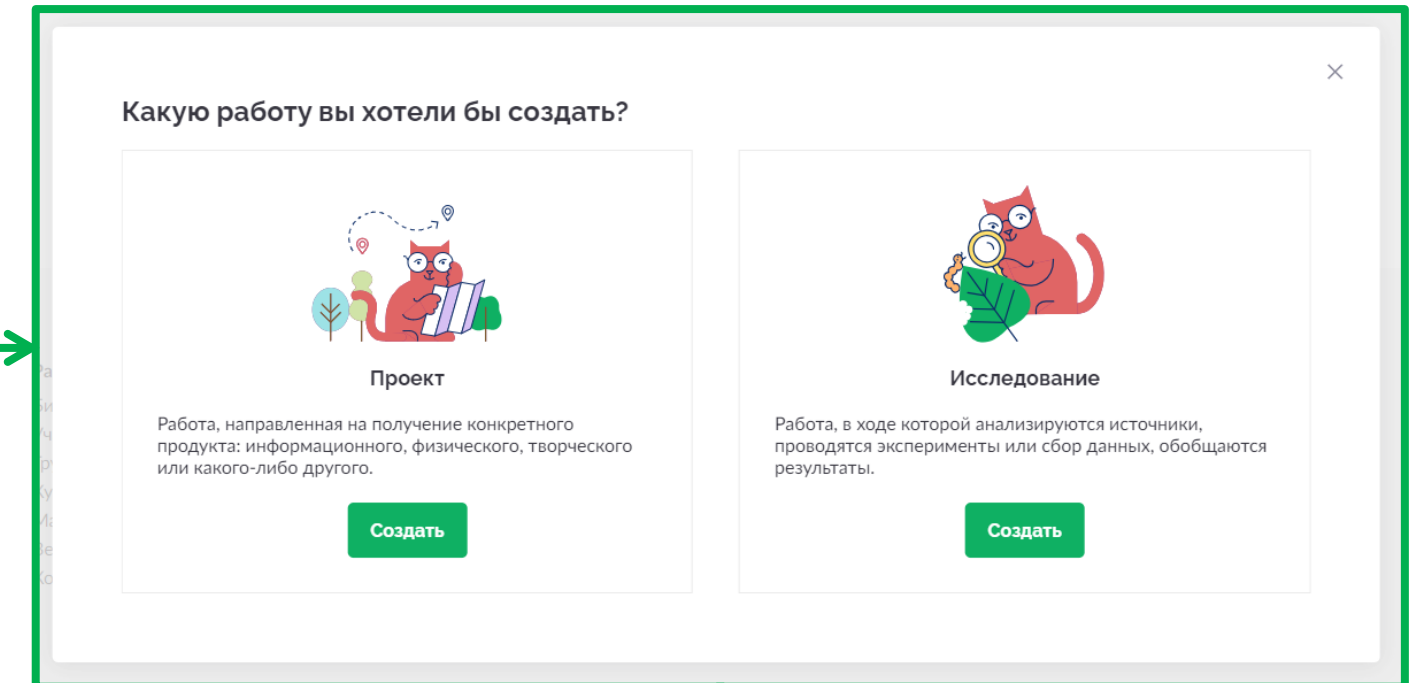 Какую работу вы хотели бы создать?
Проект
Работа, направленная на получение конкретного
продукта: информационного, физического, творческого
или какого-либо другого.
Создать
Исследование
Работа, в ходе которой анализируются источники,
проводятся эксперименты или сбор данных, обобщаются
результаты.
Создать